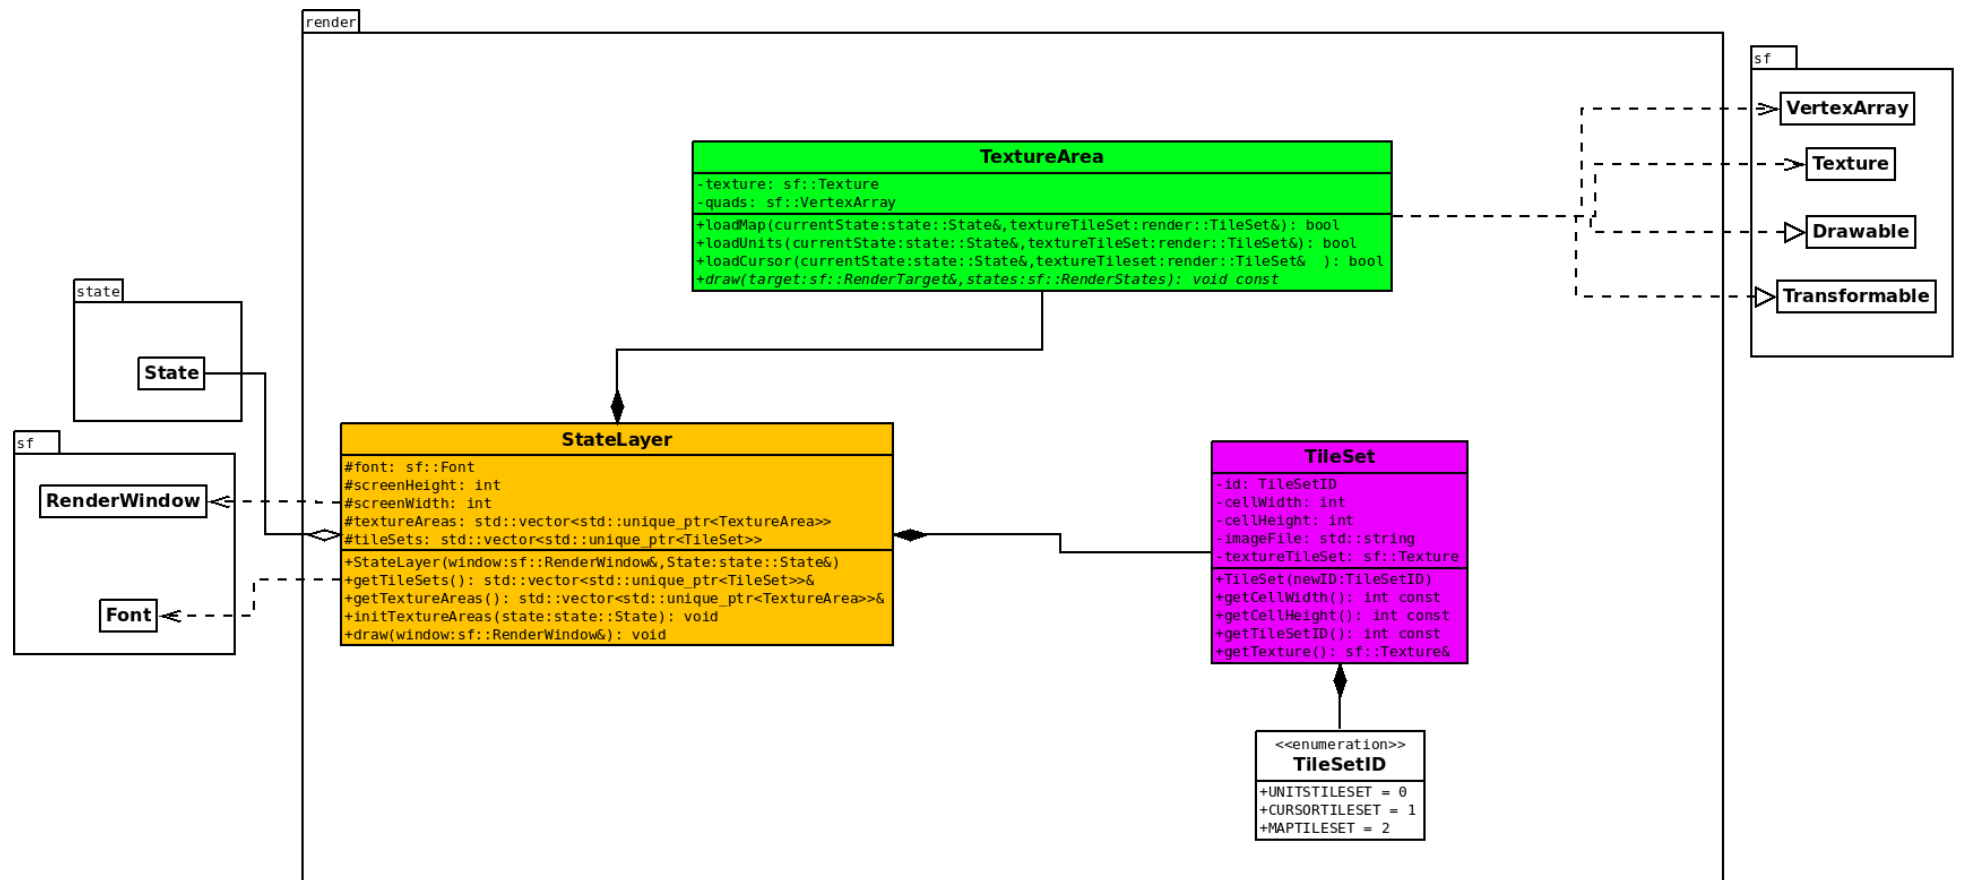 render
sf
VertexArray
Texture
Drawable
Transformable
TextureArea
-texture: sf::Texture
-quads: sf::VertexArray
+loadMap(currentState:state::State&,textureTileSet:render::TileSet&): bool
+loadUnits(currentState:state::State&,textureTileSet:render::TileSet&): bool
+loadCursor(currentState:state::State&,textureTileset:render::TileSet&  ): bool
+draw(target:sf::RenderTarget&,states:sf::RenderStates): void const
state
State
sf
RenderWindow
Font
StateLayer
#font: sf::Font
#screenHeight: int
#screenWidth: int
#textureAreas: std::vector<std::unique_ptr<TextureArea>>
#tileSets: std::vector<std::unique_ptr<TileSet>>
+StateLayer(window:sf::RenderWindow&,State:state::State&)
+getTileSets(): std::vector<std::unique_ptr<TileSet>>&
+getTextureAreas(): std::vector<std::unique_ptr<TextureArea>>&
+initTextureAreas(state:state::State): void
+draw(window:sf::RenderWindow&): void
TileSet
-id: TileSetID
-cellWidth: int
-cellHeight: int
-imageFile: std::string
-textureTileSet: sf::Texture
+TileSet(newID:TileSetID)
+getCellWidth(): int const
+getCellHeight(): int const
+getTileSetID(): int const
+getTexture(): sf::Texture&
<<enumeration>>
TileSetID
+UNITSTILESET = 0
+CURSORTILESET = 1
+MAPTILESET = 2